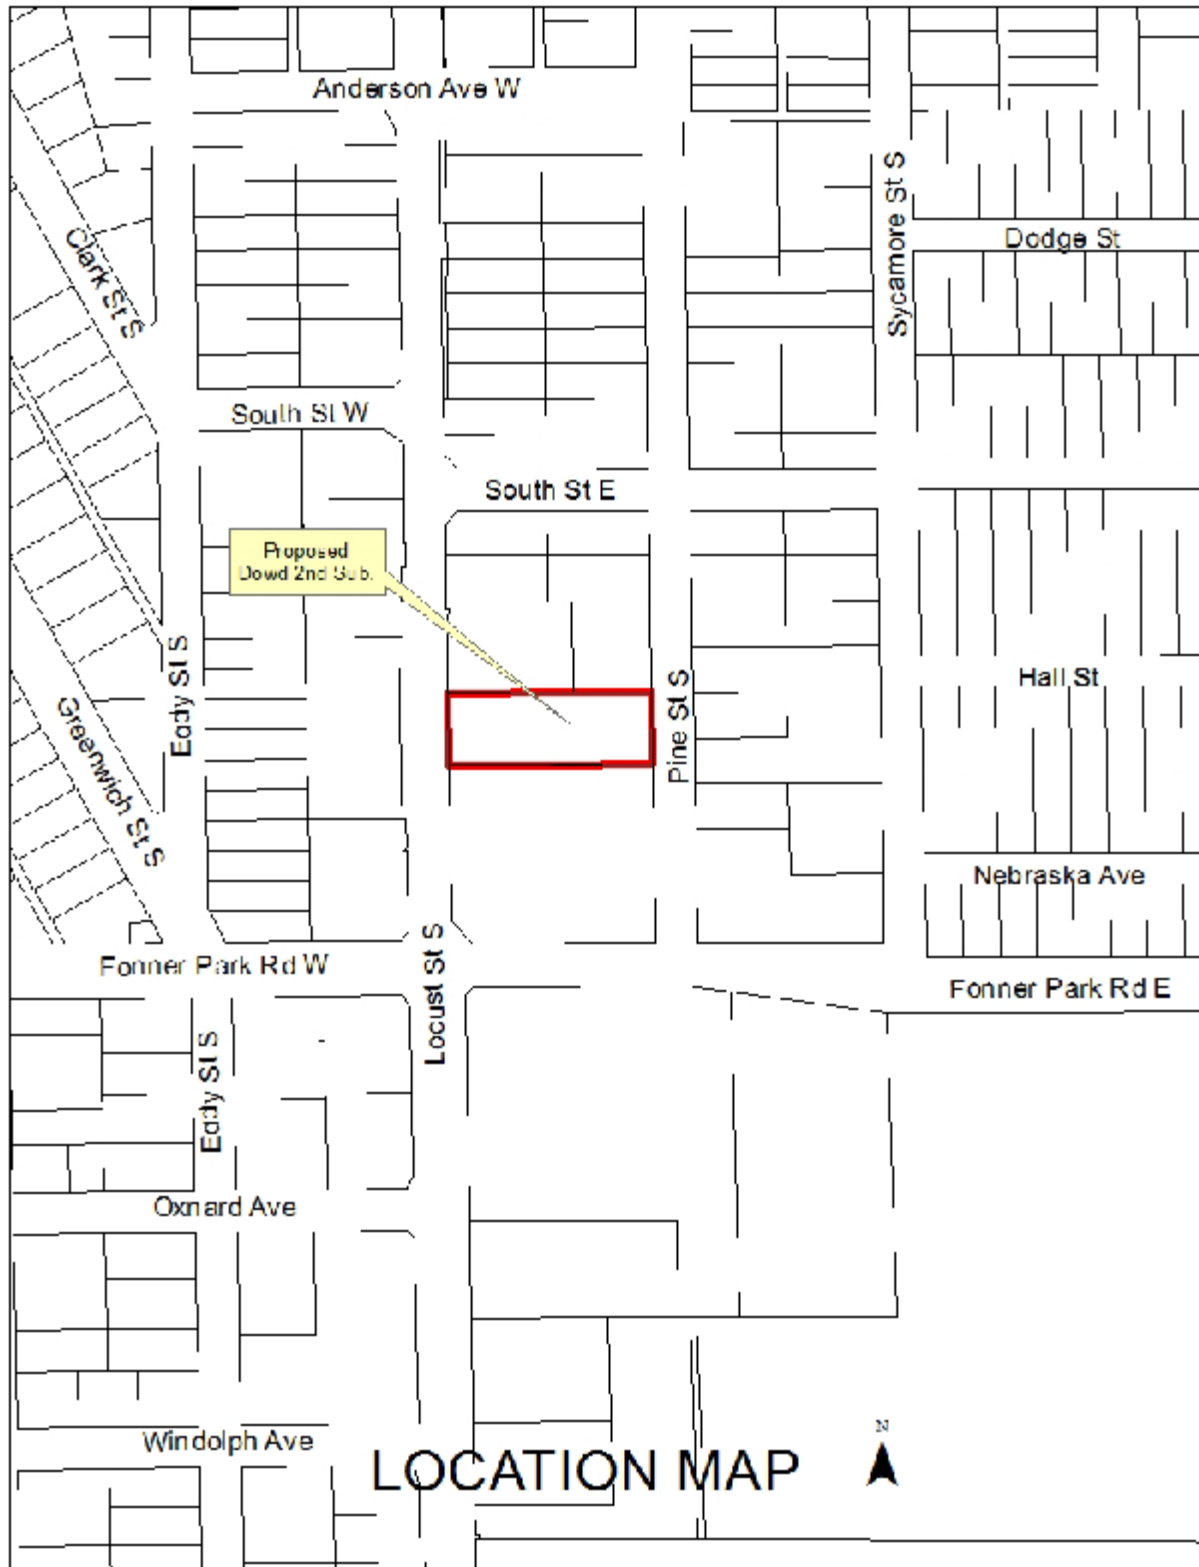 Anderson Ave W
Sycamore St S
Dodge St
Clark St S
South St W
South St E
Proposed
Dowd 2nd Sub.
Eddy St S
Pine St S
Hall St
Greenwich St S
Nebraska Ave
Fonner Park Rd W
Locust St S
Fonner Park Rd E
Eddy St S
Oxnard Ave
Windolph Ave
LOCATION MAP
N